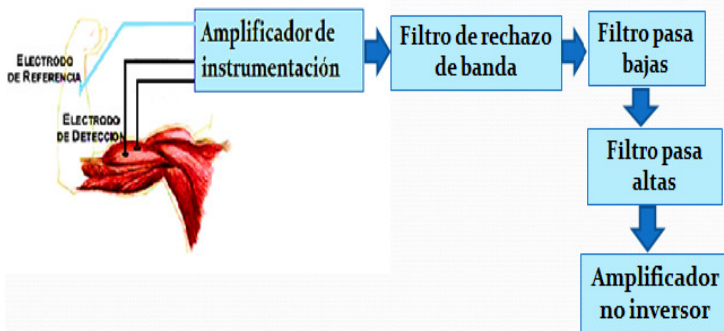 ELECTRODO
DE REFERENCIA
ELECTRODO
DE DETECCION
Amplificador de
instrumentación
Filtro de rechazo
de banda
Filtro pasa
bajas
Filtro pasa
altas
Amplificador
no inversor